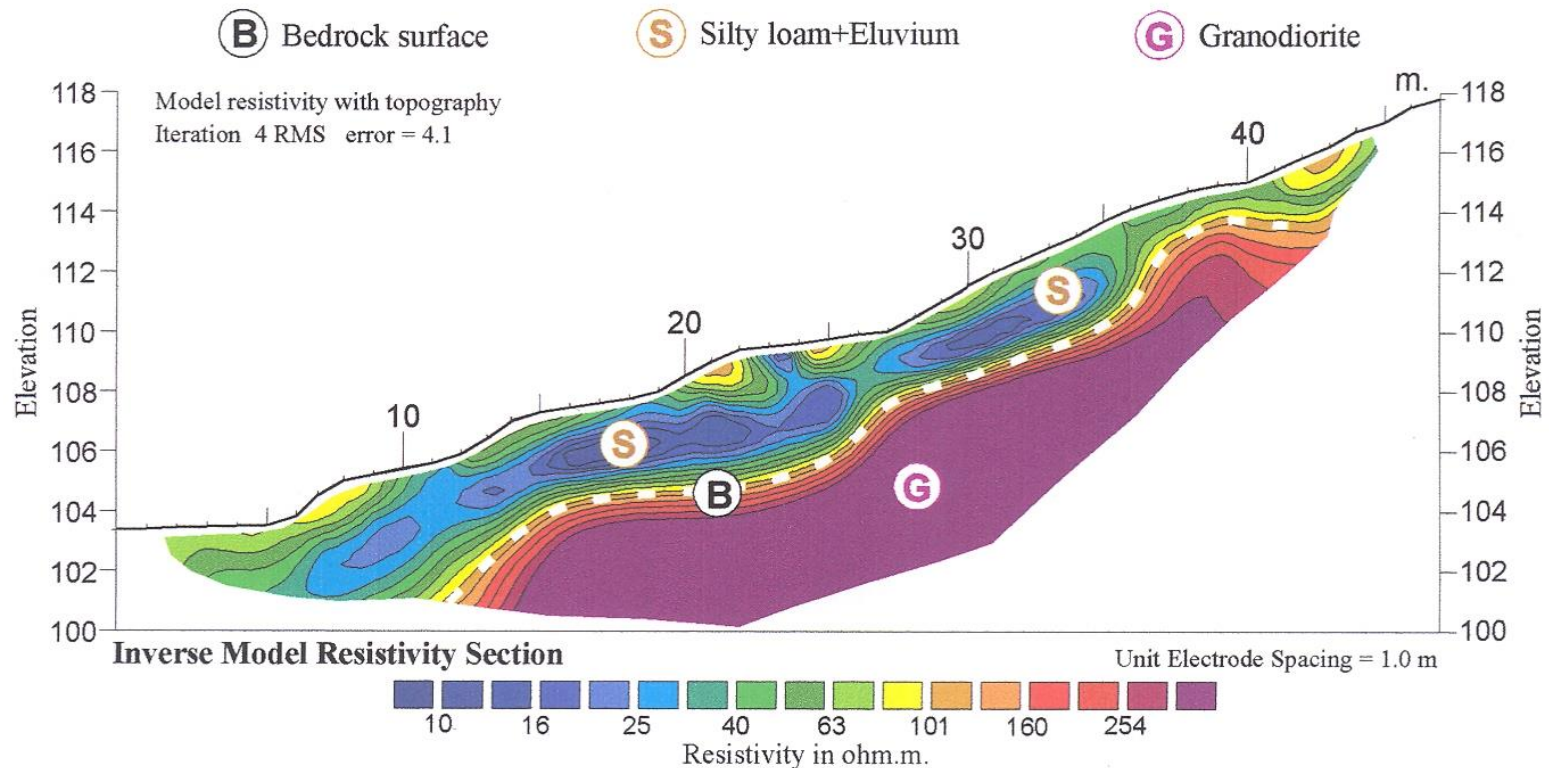 B Bedrock surface S Silty loam+Eluvium G Granodiorite
m.
118 118
Model resistivity with topography
Iteration 4 RMS error = 4.1
40
116 116
114 114
30
112 112
S
20
110 110
Elevation Elevation
108 108
10
106 106
S
B G
104 104
102 102
100 100
Inverse Model Resistivity Section Unit Electrode Spacing = 1.0 m
10 16 25 40 63 101 160 254
Resistivity in ohm.m.